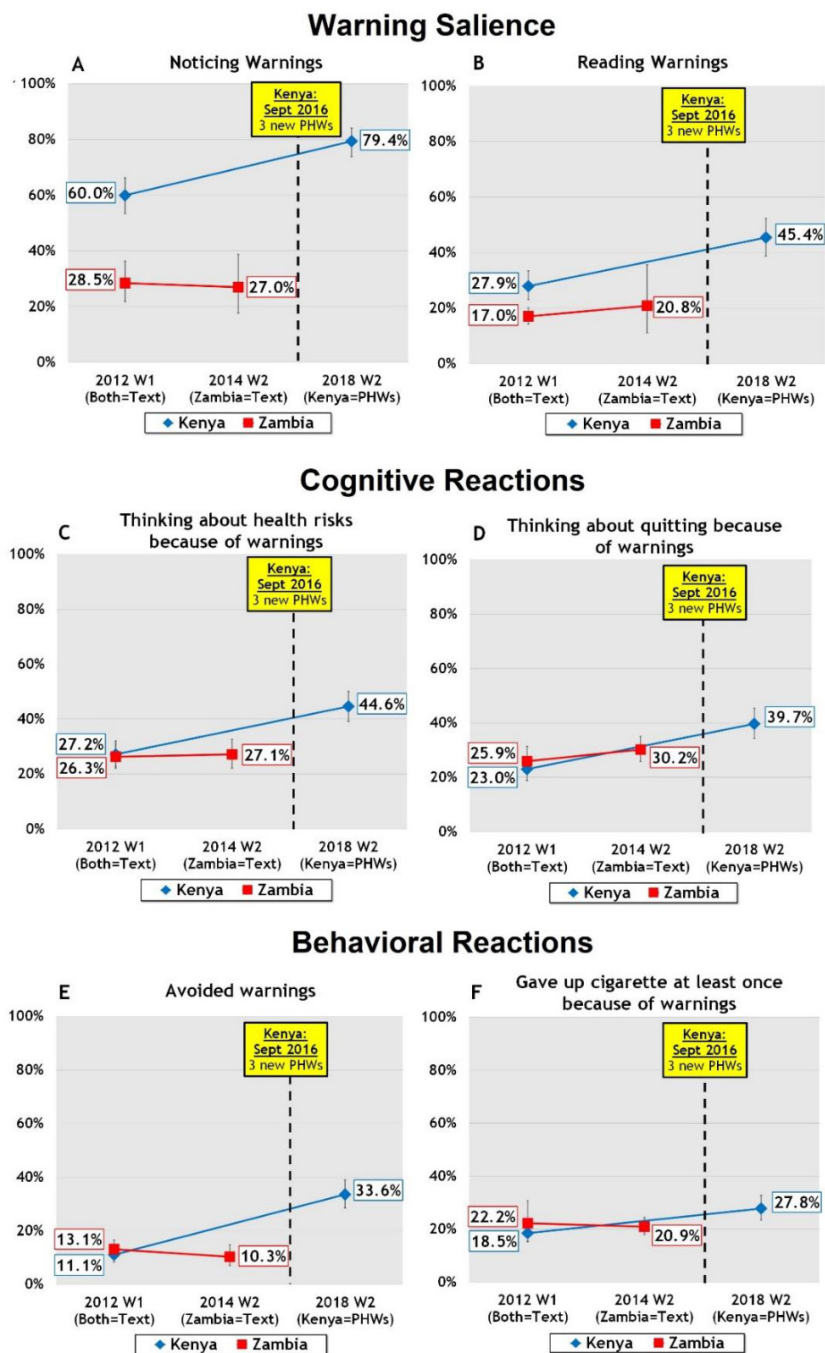 Warning Salience
A
Noticing Warnings
100%
80%
60%
40%
20%
0%
Kenya:
Sept 2016
3 new PHWs
60.0%
79.4%
28.5%
27.0%
2012 W1
(Both=Text)
2014 W2
(Zambia=Text)
2018 W2
(Kenya=PHWs)
Kenya Zambia
B
Reading Warnings
100%
80%
60%
40%
20%
0%
Kenya:
Sept 2016
3 new PHWs
27.9%
45.4%
17.0%
20.8%
2012 W1
(Both=Text)
2014 W2
(Zambia=Text)
2018 W2
(Kenya=PHWs)
Kenya Zambia
Cognitive Reactions
C
Thinking about health risks
because of warnings
100%
80%
60%
40%
20%
0%
Kenya:
Sept 2016
3 new PHWs
27.2%
44.6%
26.3%
27.1%
2012 W1
(Both=Text)
2014 W2
(Zambia=Text)
2018 W2
(Kenya=PHWs)
Kenya Zambia
D
Thinking about quitting because
of warnings
100%
80%
60%
40%
20%
0%
Kenya:
Sept 2016
3 new PHWs
25.9%
39.7%
23.0%
30.2%
2012 W1
(Both=Text)
2014 W2
(Zambia=Text)
2018 W2
(Kenya=PHWs)
Kenya Zambia
Behavioral Reactions
E
Avoided warnings
100%
80%
60%
40%
20%
0%
Kenya:
Sept 2016
3 new PHWs
13.1%
33.6%
11.1%
10.3%
2012 W1
(Both=Text)
2014 W2
(Zambia=Text)
2018 W2
(Kenya=PHWs)
Kenya Zambia
F
Gave up cigarette at least once
because of warnings
100%
80%
60%
40%
20%
0%
Kenya:
Sept 2016
3 new PHWs
22.2%
27.8%
18.5%
20.9%
2012 W1
(Both=Text)
2014 W2
(Zambia=Text)
2018 W2
(Kenya=PHWs)
Kenya Zambia